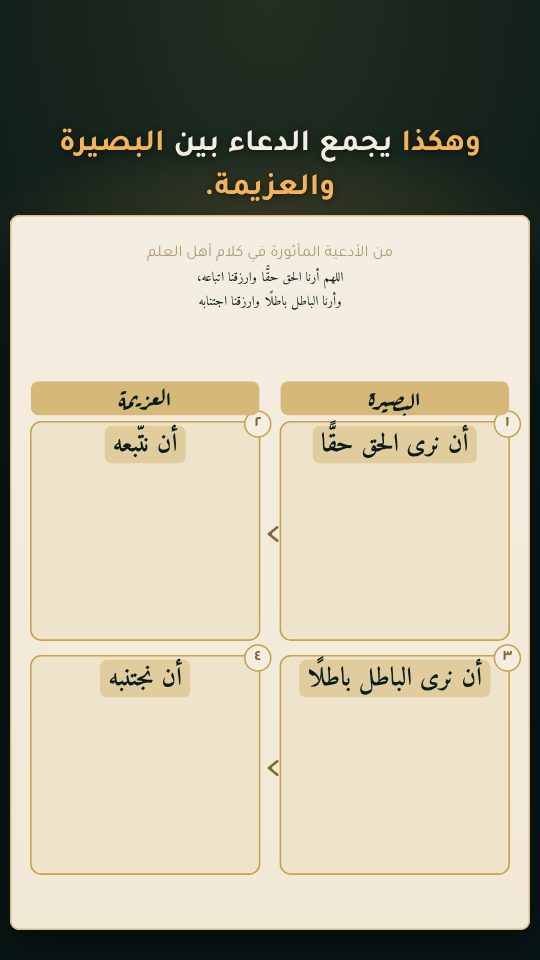 وهكذا يجمع الدعاء بين البصيرة
والعزيمة.
من الأدعية المأثورة في كلام أهل العلم
اللهم أرنا الحق حقًّا وارزقنا اتباعه،
وأرنا الباطل باطلًا وارزقنا اجتنابه
البصيرة
العزيمة
١
أن نرى الحق حقًّا
٢
أن نتّبعه
<
٣
أن نرى الباطل باطلًا
٤
أن نجتنبه
<